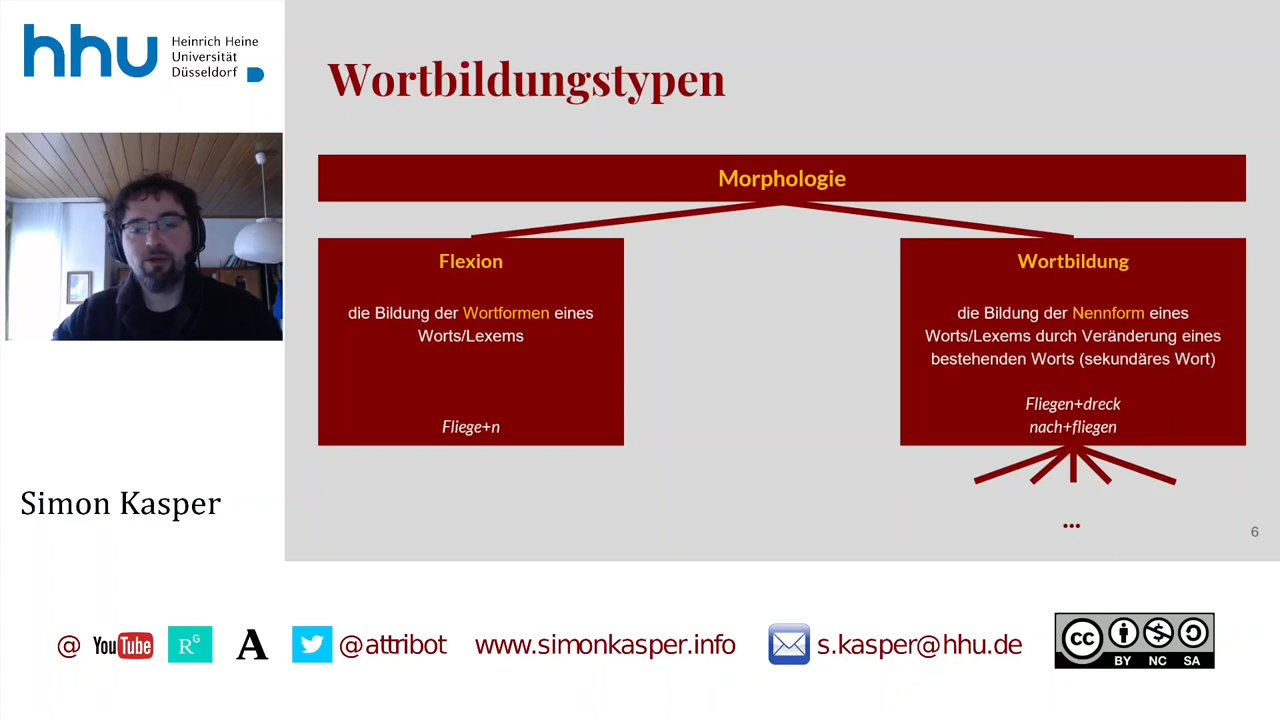 hhu
Heinrich Heine
Universität
Düsseldorf
Wortbildungstypen
Morphologie
Flexion
die Bildung der Wortformen eines
Worts/Lexems
Fliege+n
Wortbildung
die Bildung der Nennform eines
Worts/Lexems durch Veränderung eines
bestehenden Worts (sekundäres Wort)
Fliegen+dreck
nach+fliegen
...
6
Simon Kasper
@ YouTube RG A @attribot www.simonkasper.info s.kasper@hhu.de
cc BY NC SA